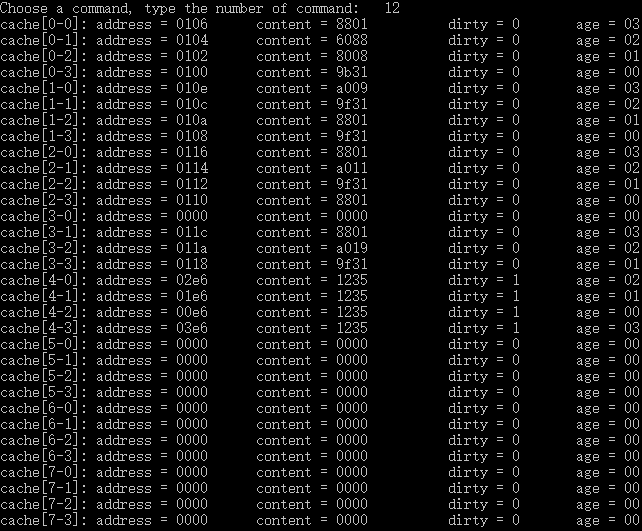 Choose a command, type the number of command: 12
cache[0-0]: address = 0106 content = 8801 dirty = 0 age = 03
cache[0-1]: address = 0104 content = 6088 dirty = 0 age = 02
cache[0-2]: address = 0102 content = 8008 dirty = 0 age = 01
cache[0-3]: address = 0100 content = 9b31 dirty = 0 age = 00
cache[1-0]: address = 010e content = a009 dirty = 0 age = 03
cache[1-1]: address = 010c content = 9f31 dirty = 0 age = 02
cache[1-2]: address = 010a content = 8801 dirty = 0 age = 01
cache[1-3]: address = 0108 content = 9f31 dirty = 0 age = 00
cache[2-0]: address = 0116 content = 8801 dirty = 0 age = 03
cache[2-1]: address = 0114 content = a011 dirty = 0 age = 02
cache[2-2]: address = 0112 content = 9f31 dirty = 0 age = 01
cache[2-3]: address = 0110 content = 8801 dirty = 0 age = 00
cache[3-0]: address = 0000 content = 0000 dirty = 0 age = 00
cache[3-1]: address = 011c content = 8801 dirty = 0 age = 03
cache[3-2]: address = 011a content = a019 dirty = 0 age = 02
cache[3-3]: address = 0118 content = 9f31 dirty = 0 age = 01
cache[4-0]: address = 02e6 content = 1235 dirty = 1 age = 02
cache[4-1]: address = 01e6 content = 1235 dirty = 1 age = 01
cache[4-2]: address = 00e6 content = 1235 dirty = 1 age = 00
cache[4-3]: address = 03e6 content = 1235 dirty = 1 age = 03
cache[5-0]: address = 0000 content = 0000 dirty = 0 age = 00
cache[5-1]: address = 0000 content = 0000 dirty = 0 age = 00
cache[5-2]: address = 0000 content = 0000 dirty = 0 age = 00
cache[5-3]: address = 0000 content = 0000 dirty = 0 age = 00
cache[6-0]: address = 0000 content = 0000 dirty = 0 age = 00
cache[6-1]: address = 0000 content = 0000 dirty = 0 age = 00
cache[6-2]: address = 0000 content = 0000 dirty = 0 age = 00
cache[6-3]: address = 0000 content = 0000 dirty = 0 age = 00
cache[7-0]: address = 0000 content = 0000 dirty = 0 age = 00
cache[7-1]: address = 0000 content = 0000 dirty = 0 age = 00
cache[7-2]: address = 0000 content = 0000 dirty = 0 age = 00
cache[7-3]: address = 0000 content = 0000 dirty = 0 age = 00